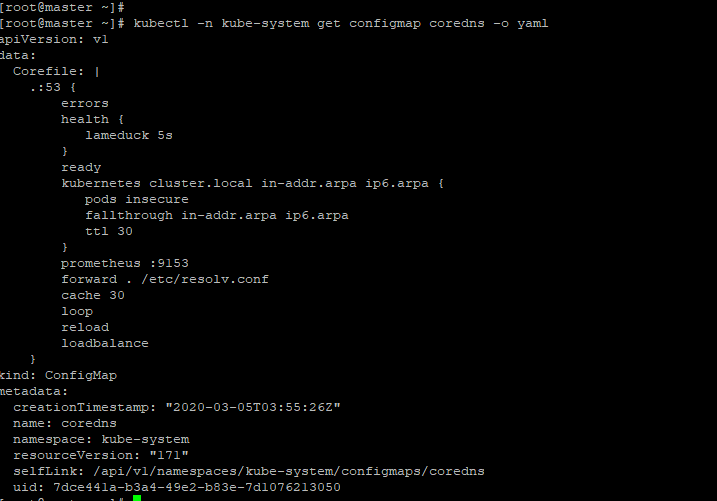 [root@master ~]#
[root@master ~]# kubectl -n kube-system get configmap coredns -o yaml
apiVersion: v1
data:
  Corefile: |
    .:53 {
        errors
        health {
           lameduck 5s
        }
        ready
        kubernetes cluster.local in-addr.arpa ip6.arpa {
           pods insecure
           fallthrough in-addr.arpa ip6.arpa
           ttl 30
        }
        prometheus :9153
        forward . /etc/resolv.conf
        cache 30
        loop
        reload
        loadbalance
    }
kind: ConfigMap
metadata:
  creationTimestamp: "2020-03-05T03:55:26Z"
  name: coredns
  namespace: kube-system
  resourceVersion: "171"
  selfLink: /api/v1/namespaces/kube-system/configmaps/coredns
  uid: 7dce441a-b3a4-49e2-b83e-7d1076213050